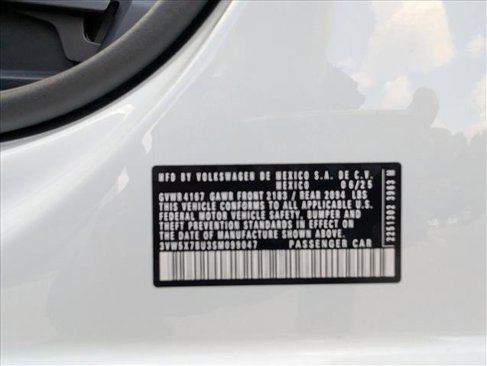 MFD BY VOLKSWAGEN DE MEXICO S.A. DE C.V.
MEXICO 06/25
GVWR 4167 GAWR FRONT 2183 / REAR 2094 LBS
THIS VEHICLE CONFORMS TO ALL APPLICABLE U.S.
FEDERAL MOTOR VEHICLE SAFETY, BUMPER AND
THEFT PREVENTION STANDARDS IN EFFECT
ON THE DATE OF MANUFACTURE SHOWN ABOVE.
PASSENGER CAR